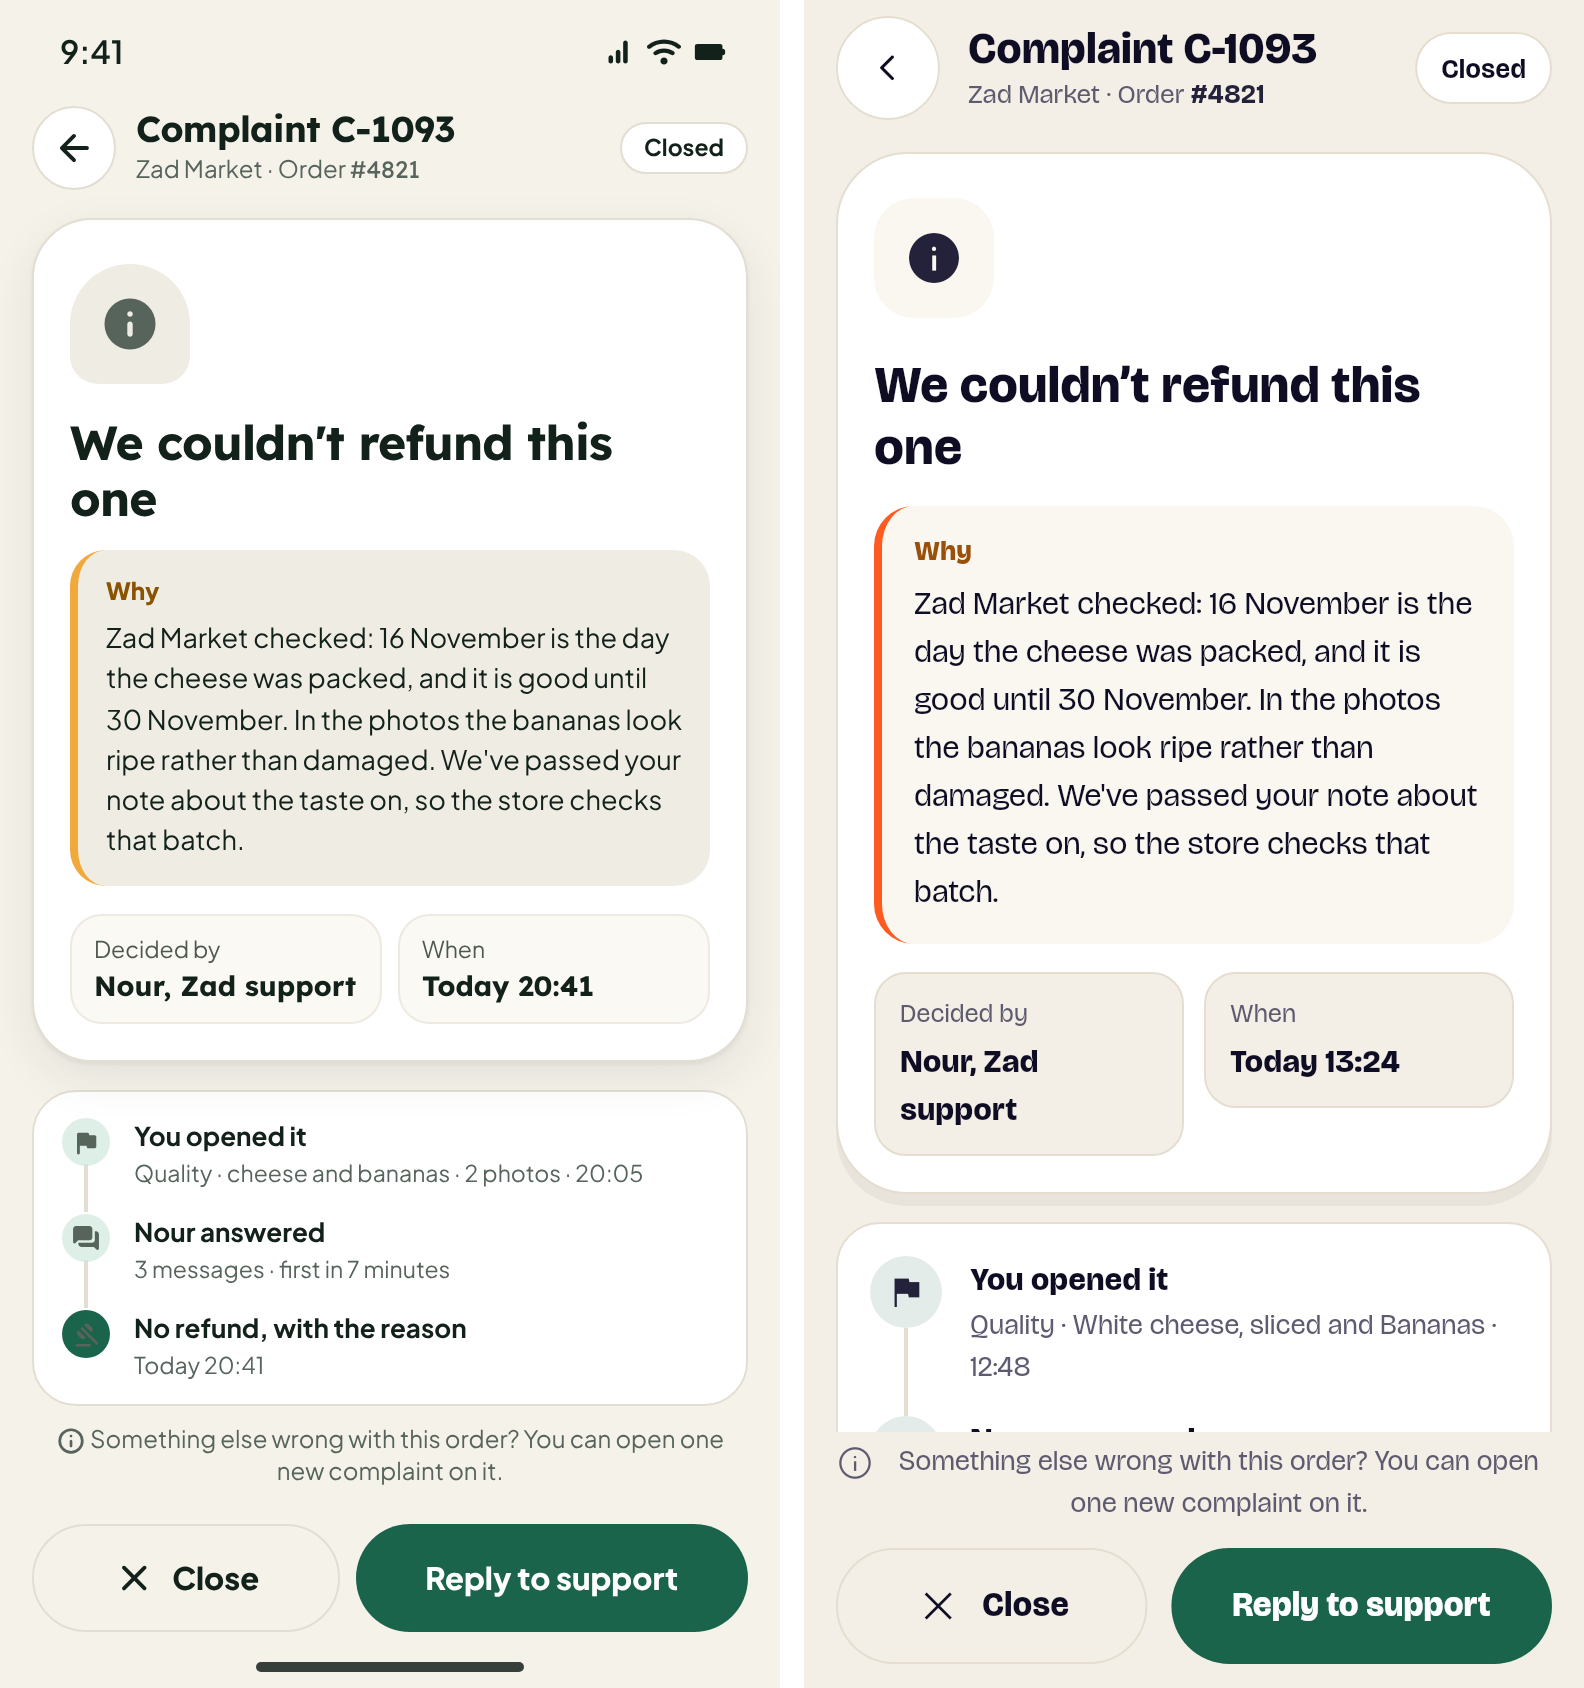 9:41
Complaint C-1093
Zad Market · Order #4821
Closed
We couldn't refund this
one
Why
Zad Market checked: 16 November is the day
the cheese was packed, and it is good until
30 November. In the photos the bananas look
ripe rather than damaged. We've passed your
note about the taste on, so the store checks
that batch.
Decided by
Nour, Zad support
When
Today 20:41
You opened it
Quality · cheese and bananas · 2 photos · 20:05
Nour answered
3 messages · first in 7 minutes
No refund, with the reason
Today 20:41
Something else wrong with this order? You can open one
new complaint on it.
Close
Reply to support
Complaint C-1093
Zad Market · Order #4821
Closed
We couldn’t refund this
one
Why
Zad Market checked: 16 November is the
day the cheese was packed, and it is
good until 30 November. In the photos
the bananas look ripe rather than
damaged. We've passed your note about
the taste on, so the store checks that
batch.
Decided by
Nour, Zad
support
When
Today 13:24
You opened it
Quality · White cheese, sliced and Bananas ·
12:48
Something else wrong with this order? You can open
one new complaint on it.
Close
Reply to support